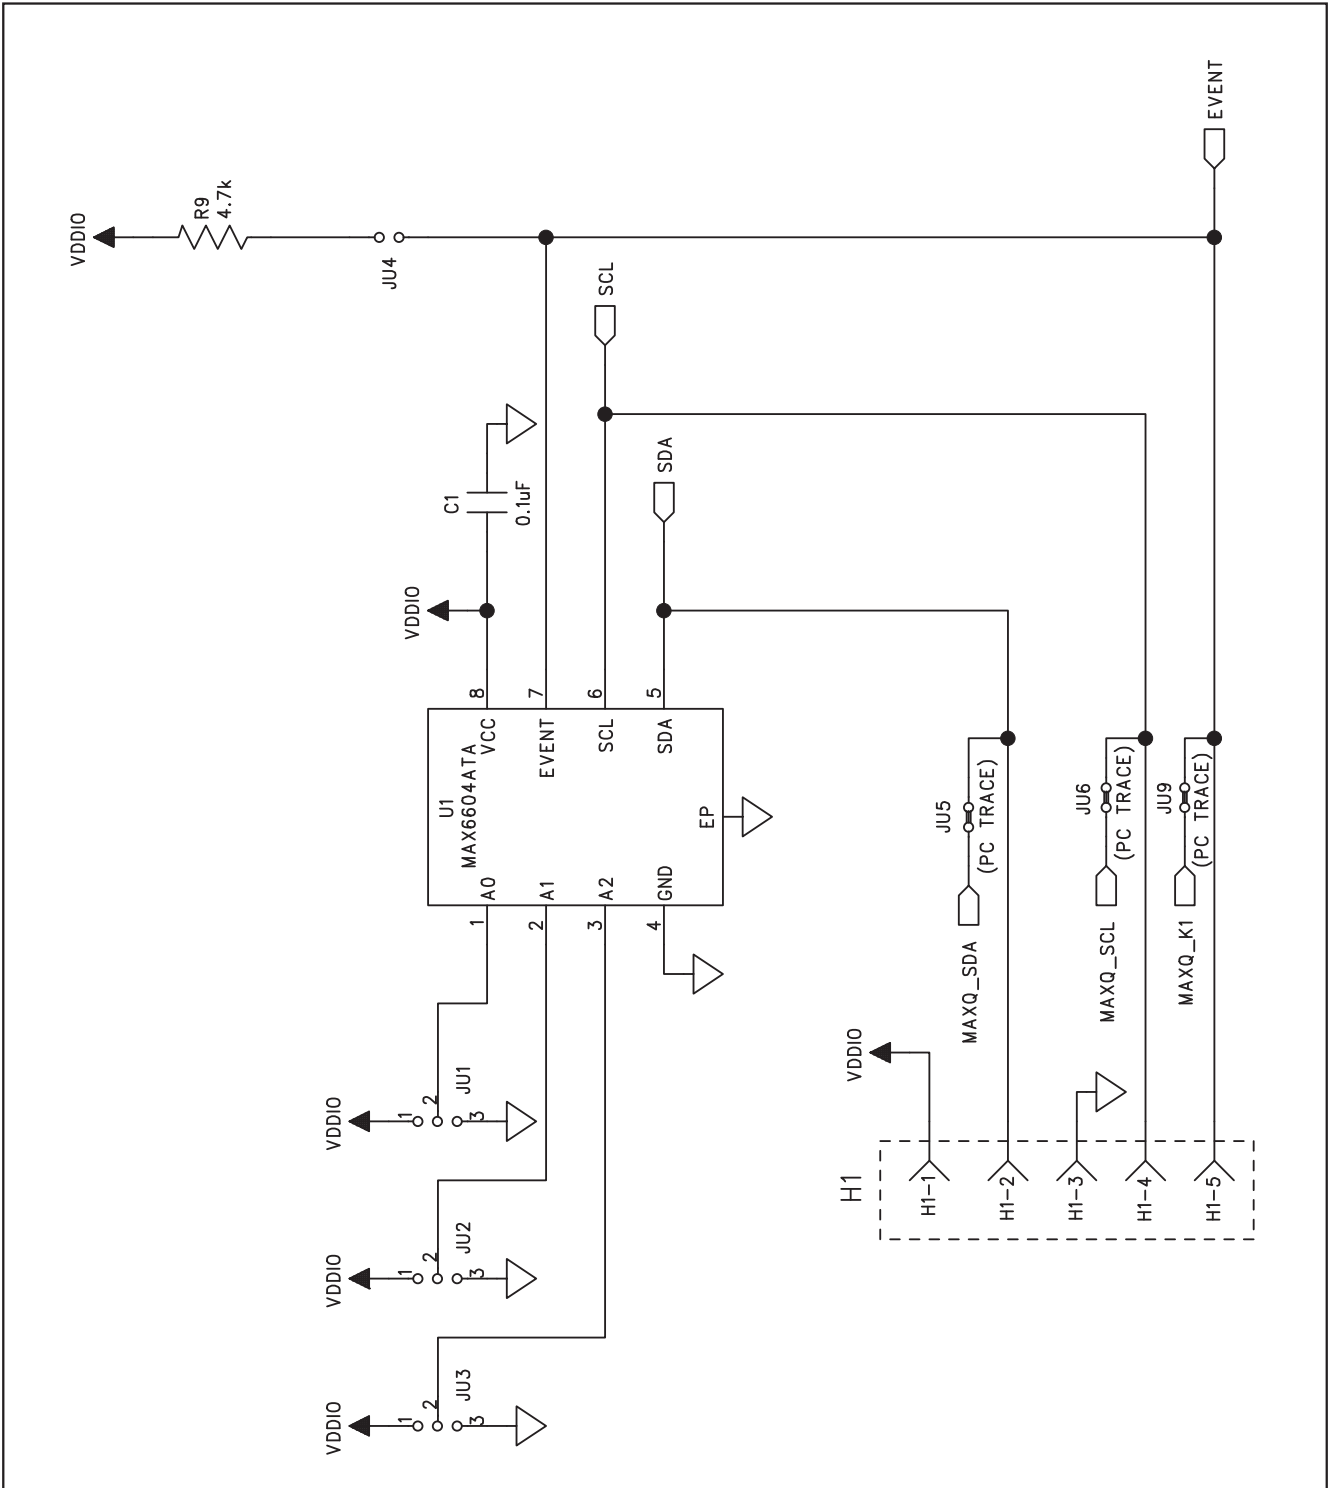 VDDIO
R9
4.7k
JU4
EVENT
SCL
C1
0.1uF
SDA
VDDIO
8
7
6
5
VCC
EVENT
SCL
SDA
U1
MAX6604ATA
EP
A0
A1
A2
GND
1
2
3
4
JU5
(PC TRACE)
MAXQ_SDA
JU6
(PC TRACE)
MAXQ_SCL
JU9
(PC TRACE)
MAXQ_K1
VDDIO
1
2
3
JU1
VDDIO
1
2
3
JU2
VDDIO
1
2
3
JU3
VDDIO
H1
H1-1
H1-2
H1-3
H1-4
H1-5